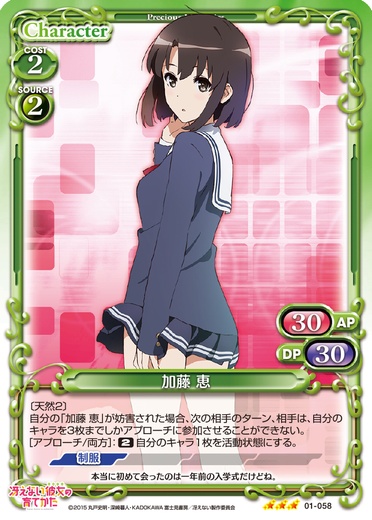 Precious
Character
COST
2
SOURCE
2
30 AP
DP 30
加藤 恵
[天然2]
自分の「加藤 恵」が妨害された場合、次の相手のターン、相手は、自分の
キャラを3枚までしかアプローチに参加させることができない。
[アプローチ/両方]:2 自分のキャラ1枚を活動状態にする。
制服
本当に初めて会ったのは一年前の入学式だけどね。
冴えない彼女の
育てかた
01-058
©2015 丸戸史明・深崎暮人・KADOKAWA 富士見書房/冴えない製作委員会